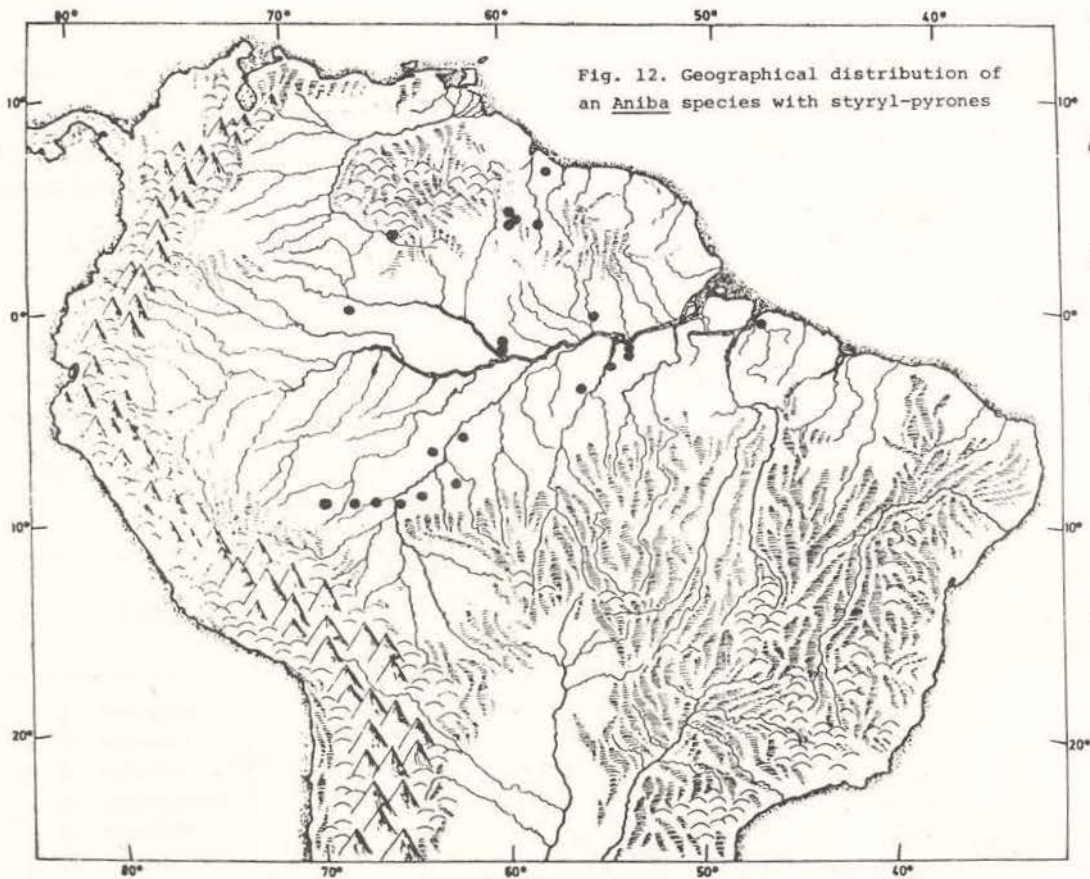 80° 70° 60° 50° 40°
Fig. 12. Geographical distribution of
an Aniba species with styryl-pyrones
10° 10°
0° 0°
10° 10°
20° 20°
80° 70° 60° 50° 40°